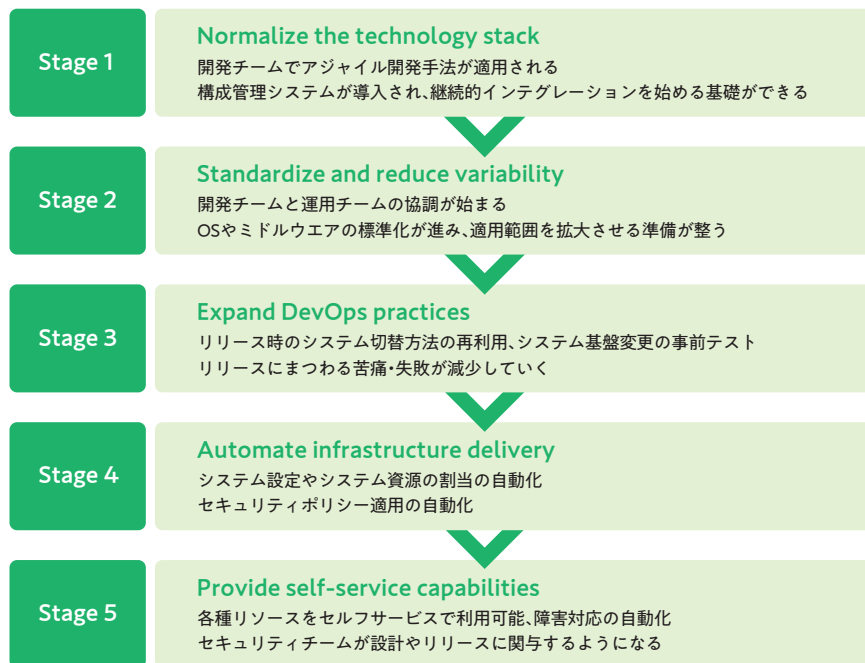 Stage 1
Normalize the technology stack
開発チームでアジャイル開発手法が適用される
構成管理システムが導入され、継続的インテグレーションを始める基礎ができる
Stage 2
Standardize and reduce variability
開発チームと運用チームの協調が始まる
OSやミドルウエアの標準化が進み、適用範囲を拡大させる準備が整う
Stage 3
Expand DevOps practices
リリース時のシステム切替方法の再利用、システム基盤変更の事前テスト
リリースにまつわる苦痛・失敗が減少していく
Stage 4
Automate infrastructure delivery
システム設定やシステム資源の割当の自動化
セキュリティポリシー適用の自動化
Stage 5
Provide self-service capabilities
各種リソースをセルフサービスで利用可能、障害対応の自動化
セキュリティチームが設計やリリースに関与するようになる